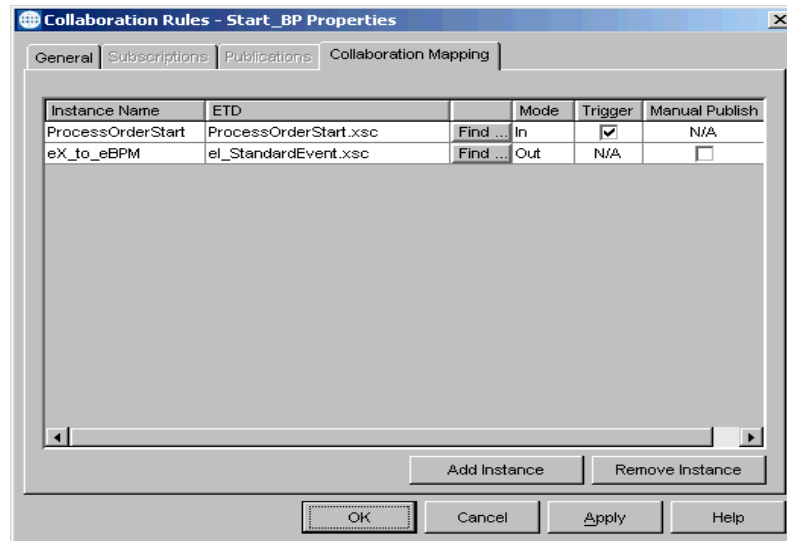 Collaboration Rules - Start_BP Properties
General Subscriptions Publications Collaboration Mapping
Instance Name ETD Mode Trigger Manual Publish
ProcessOrderStart ProcessOrderStart.xsc Find ... In N/A
eX_to_eBPM eI_StandardEvent.xsc Find ... Out N/A
Add Instance Remove Instance
OK Cancel Apply Help